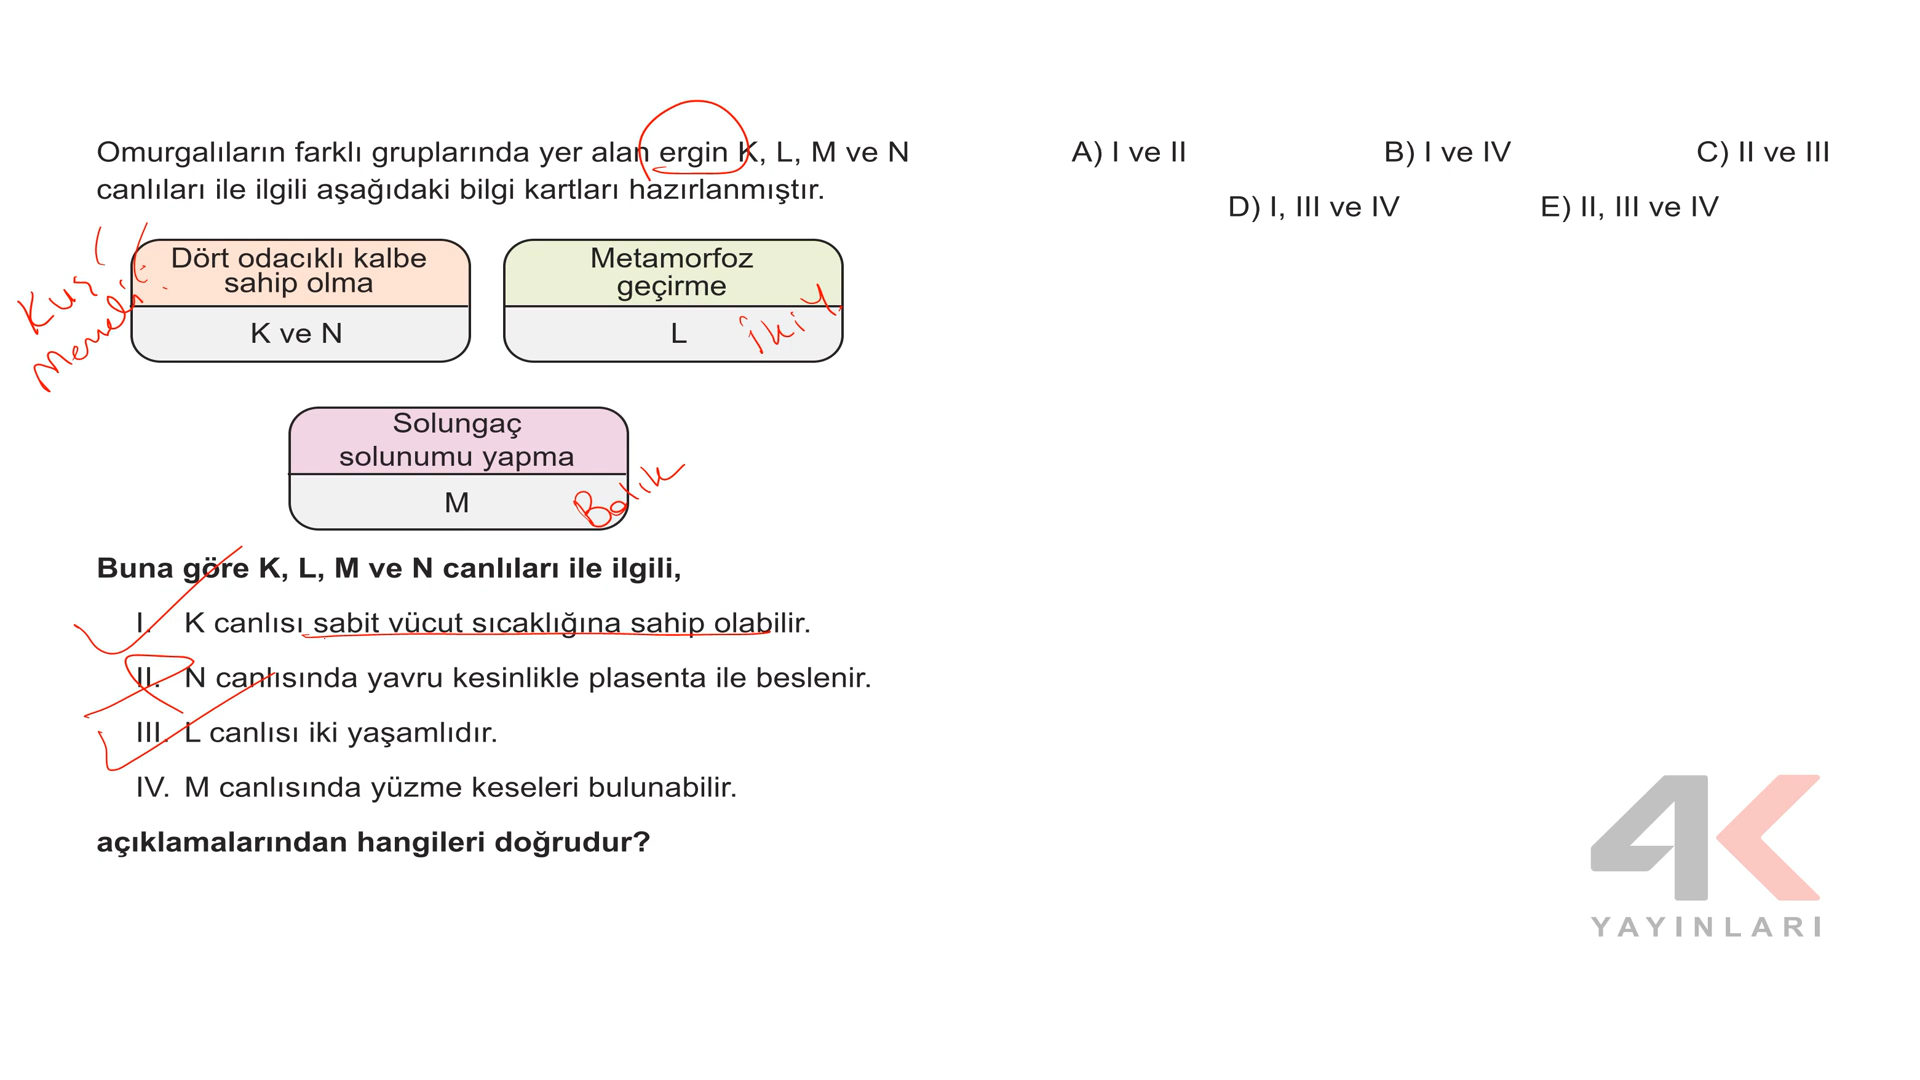 Omurgalıların farklı gruplarında yer alan ergin K, L, M ve N
canlıları ile ilgili aşağıdaki bilgi kartları hazırlanmıştır.
Kuş
Memeli
Dört odacıklı kalbe
sahip olma
K ve N
Metamorfoz
geçirme
L
İki Y.
Solungaç
solunumu yapma
M
Balık
Buna göre K, L, M ve N canlıları ile ilgili,
I. K canlısı sabit vücut sıcaklığına sahip olabilir.
II. N canlısında yavru kesinlikle plasenta ile beslenir.
III. L canlısı iki yaşamlıdır.
IV. M canlısında yüzme keseleri bulunabilir.
açıklamalarından hangileri doğrudur?
A) I ve II
B) I ve IV
C) II ve III
D) I, III ve IV
E) II, III ve IV
4K
YAYINLARI